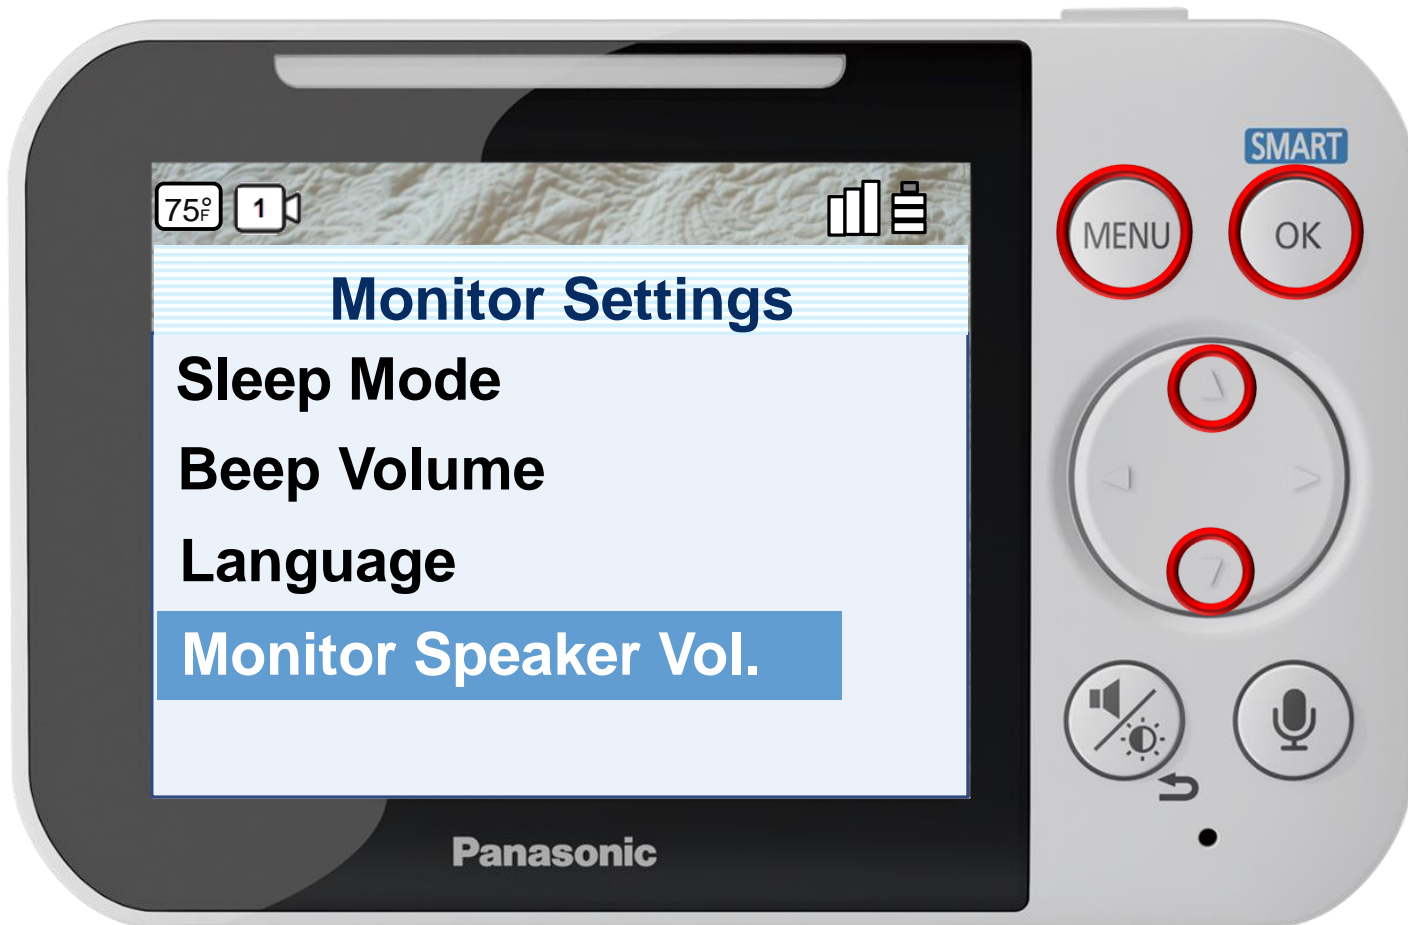 SMART
75°F 1
MENU OK
Monitor Settings
Sleep Mode
Beep Volume
Language
Monitor Speaker Vol.
Panasonic